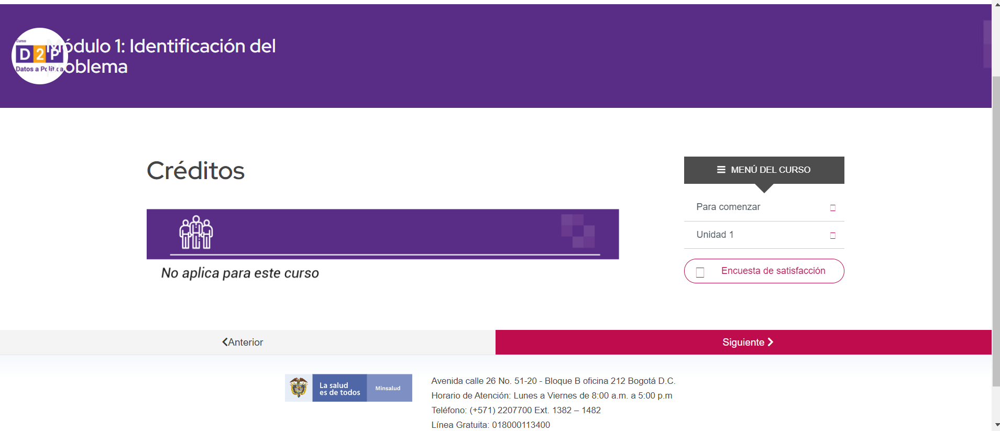 Curso
D2P
Datos a Política
Módulo 1: Identificación del
problema
Créditos
MENÚ DEL CURSO
Para comenzar
Unidad 1
Encuesta de satisfacción
No aplica para este curso
Anterior
Siguiente
La salud
es de todos
Minsalud
Avenida calle 26 No. 51-20 - Bloque B oficina 212 Bogotá D.C.
Horario de Atención: Lunes a Viernes de 8:00 a.m. a 5:00 p.m
Teléfono: (+571) 2207700 Ext. 1382 – 1482
Línea Gratuita: 018000113400